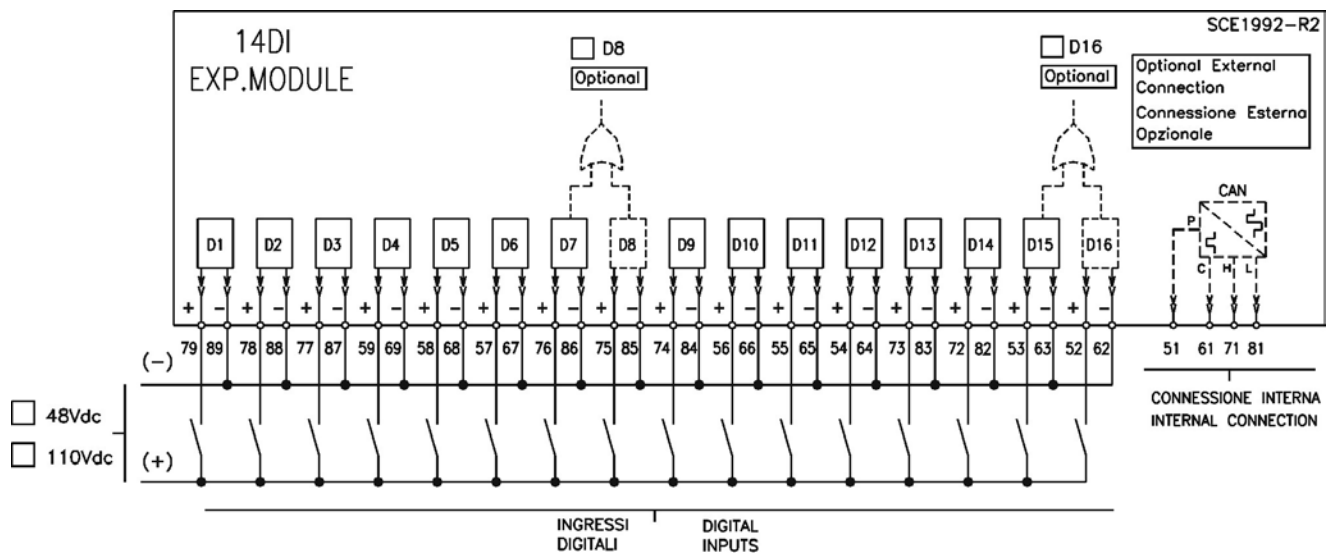 SCE1992-R2
14DI
EXP.MODULE
D8
Optional
D16
Optional
Optional External
Connection
Connessione Esterna
Opzionale
CAN
P
C H L
D1 D2 D3 D4 D5 D6 D7 D8 D9 D10 D11 D12 D13 D14 D15 D16
+ − + − + − + − + − + − + − + − + − + − + − + − + − + − + − + −
79 89 78 88 77 87 59 69 58 68 57 67 76 86 75 85 74 84 56 66 55 65 54 64 73 83 72 82 53 63 52 62 51 61 71 81
(−)
CONNESSIONE INTERNA
INTERNAL CONNECTION
48Vdc
110Vdc
(+)
INGRESSI
DIGITALI
DIGITAL
INPUTS